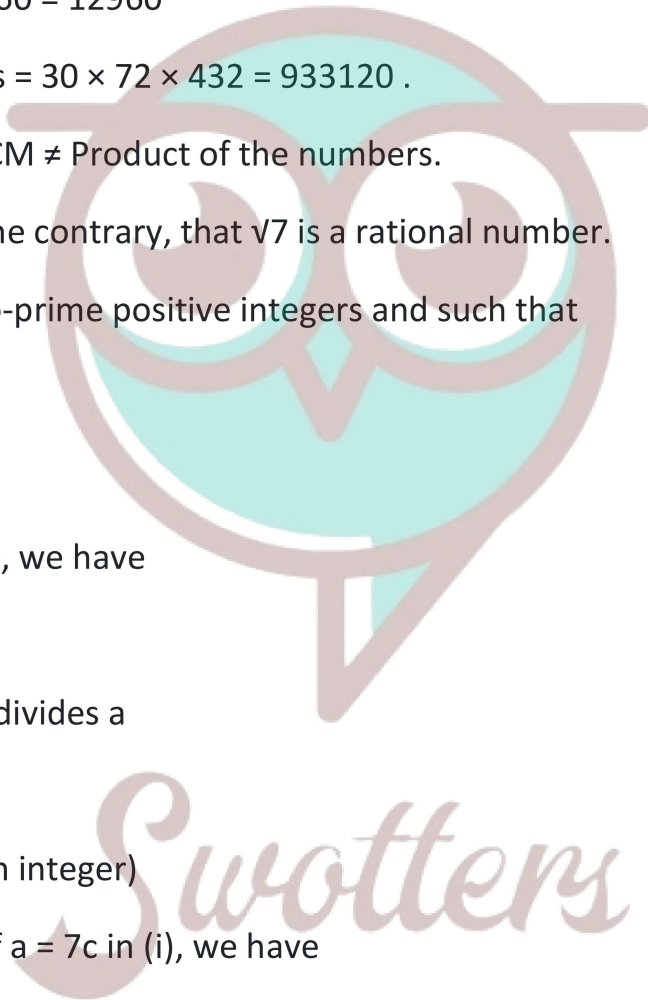 = 12960
s = 30 × 72 × 432 = 933120 .
CM ≠ Product of the numbers.
he contrary, that √7 is a rational number.
-prime positive integers and such that
, we have
divides a
n integer)
a = 7c in (i), we have
Swotters